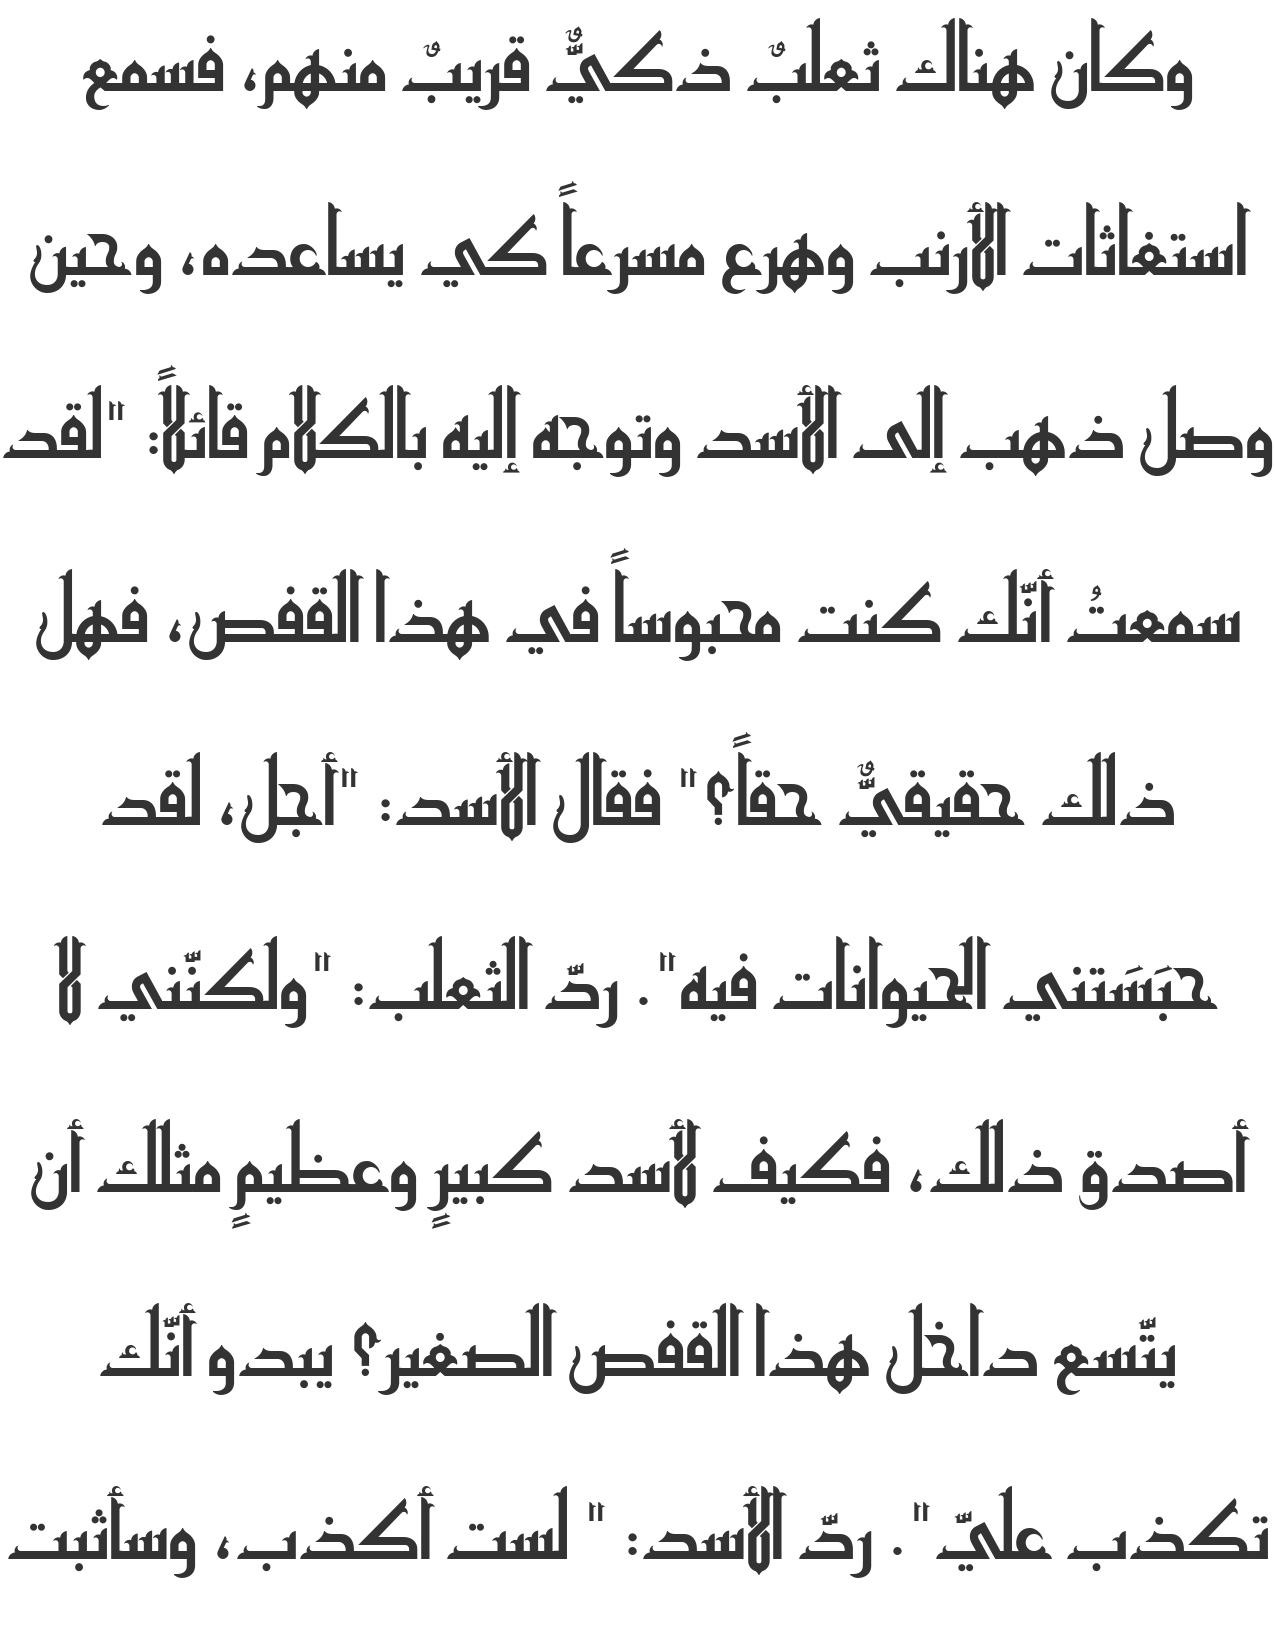 وكان هناك ثعلبٌ ذكيٌّ قريبٌ منهم، فسمع
استغاثات الأرنب وهرع مسرعاً كي يساعده، وحين
وصل ذهب إلى الأسد وتوجه إليه بالكلام قائلاً: "لقد
سمعتُ أنّك كنت محبوساً في هذا القفص، فهل
ذلك حقيقيٌّ حقاً؟" فقال الأسد: "أجل، لقد
حبَسَتني الحيوانات فيه". ردّ الثعلب: "ولكنّني لا
أصدق ذلك، فكيف لأسد كبيرٍ وعظيمٍ مثلك أن
يتّسع داخل هذا القفص الصغير؟ يبدو أنّك
تكذب عليّ". ردّ الأسد: " لست أكذب، وسأثبت